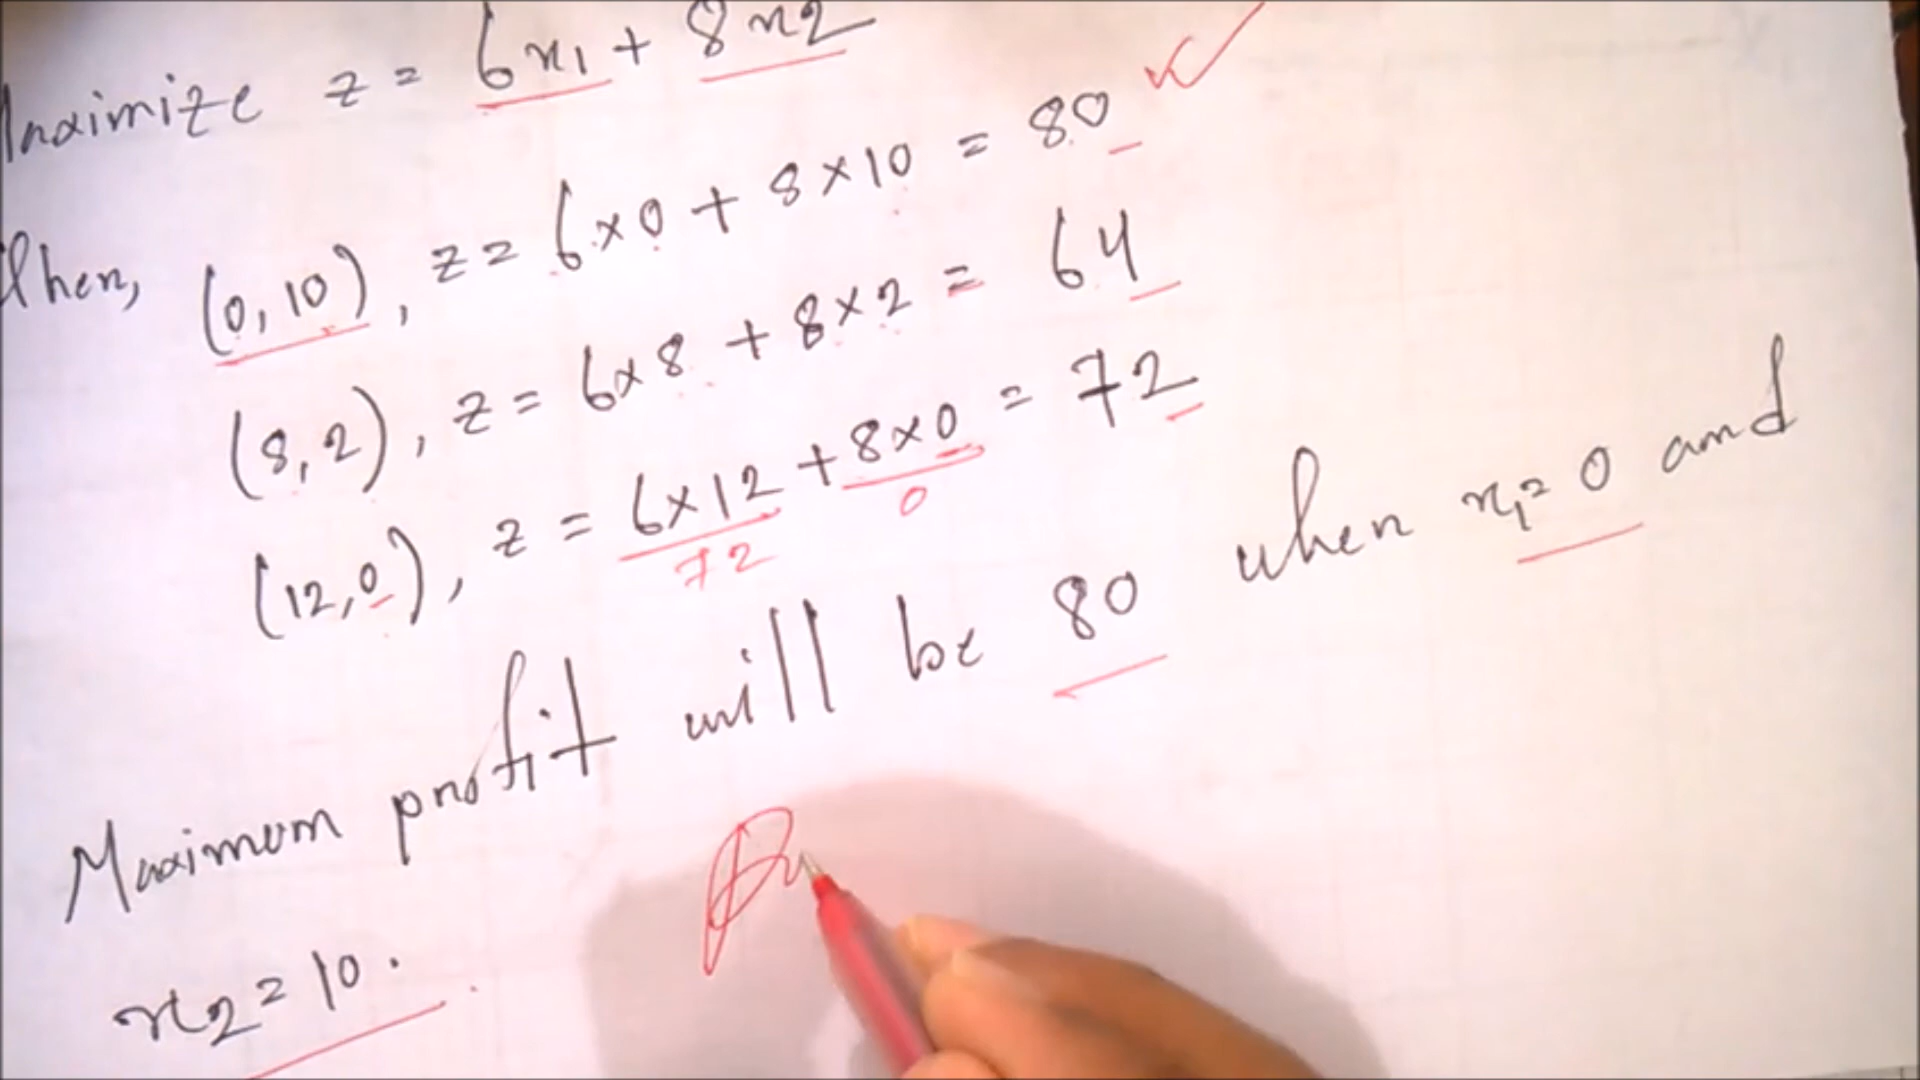 Maximize z = 6x1 + 8x2
Then, (0,10), z = 6×0 + 8×10 = 80 ✓
(8,2), z = 6×8 + 8×2 = 64
(12,0), z = 6×12 + 8×0 = 72
72 0
Maximum profit will be 80 when x1 = 0 and
x2 = 10.